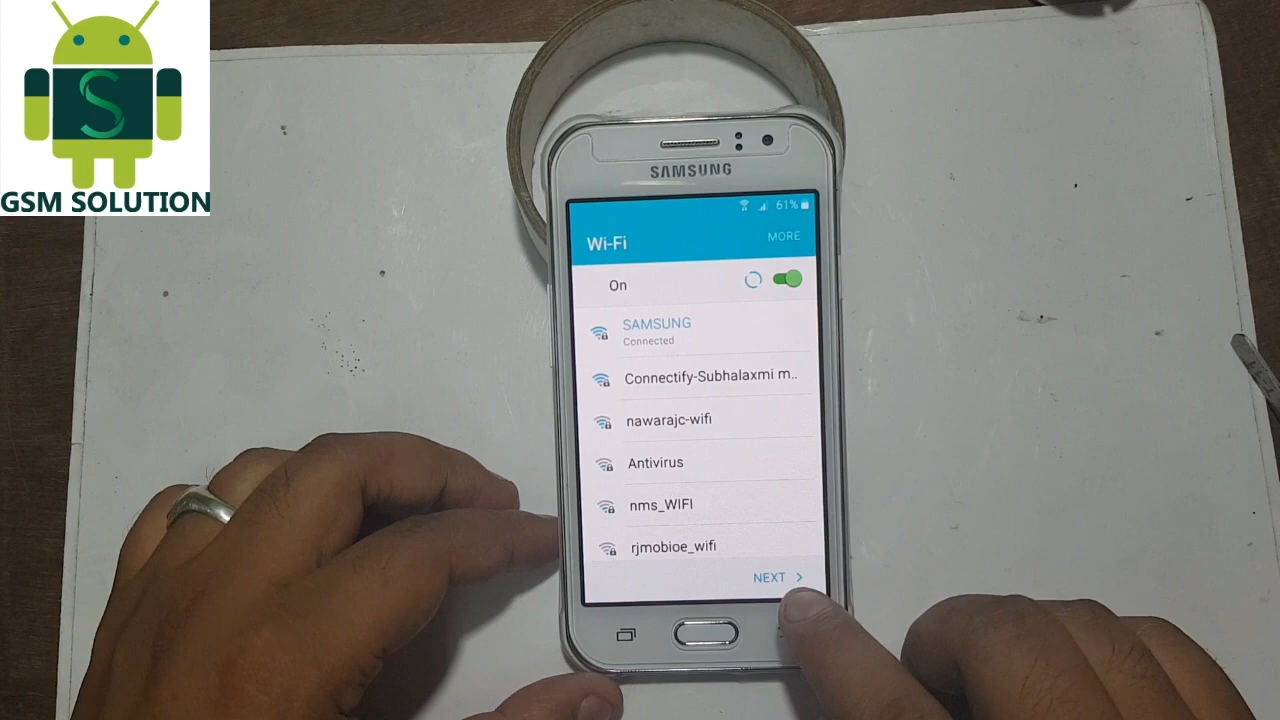 S
GSM SOLUTION
SAMSUNG
61%
Wi-Fi
MORE
On
SAMSUNG
Connected
Connectify-Subhalaxmi m..
nawarajc-wifi
Antivirus
nms_WIFI
rjmobioe_wifi
NEXT >